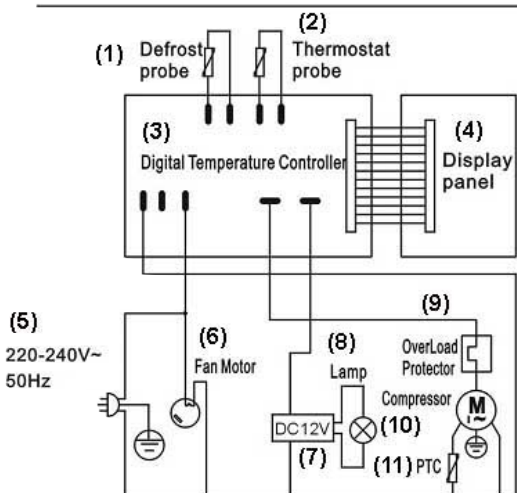 (1) Defrost probe
(2) Thermostat probe
(3) Digital Temperature Controller
(4) Display panel
(5) 220-240V~
50Hz
(6) Fan Motor
(8) Lamp
(9) OverLoad Protector
Compressor
M
1~
DC12V
(10)
(7)
(11) PTC